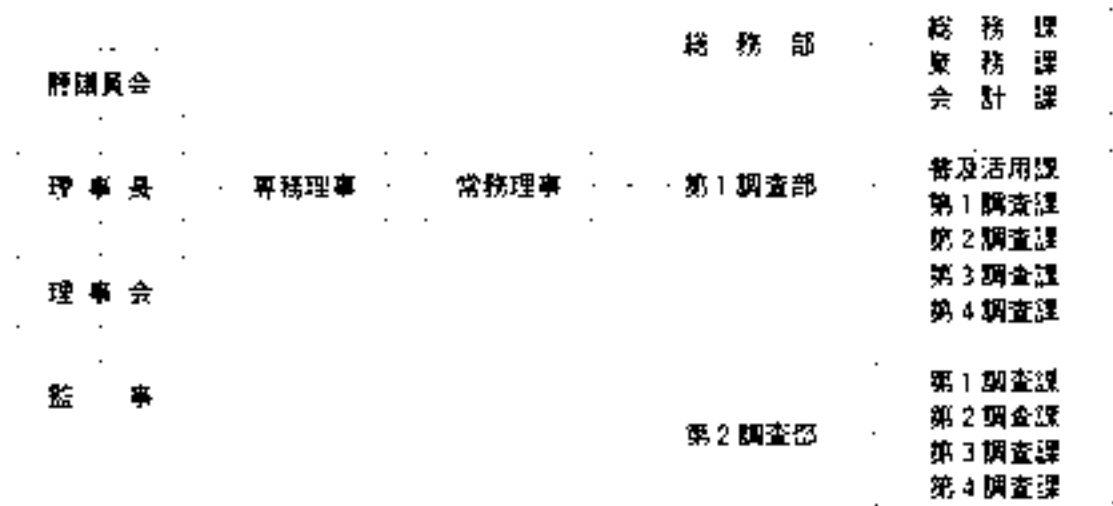 評議員会
理事長
理事会
監事
専務理事
常務理事
総務部
総務課
業務課
会計課
第1調査部
普及活用課
第1調査課
第2調査課
第3調査課
第4調査課
第2調査部
第1調査課
第2調査課
第3調査課
第4調査課